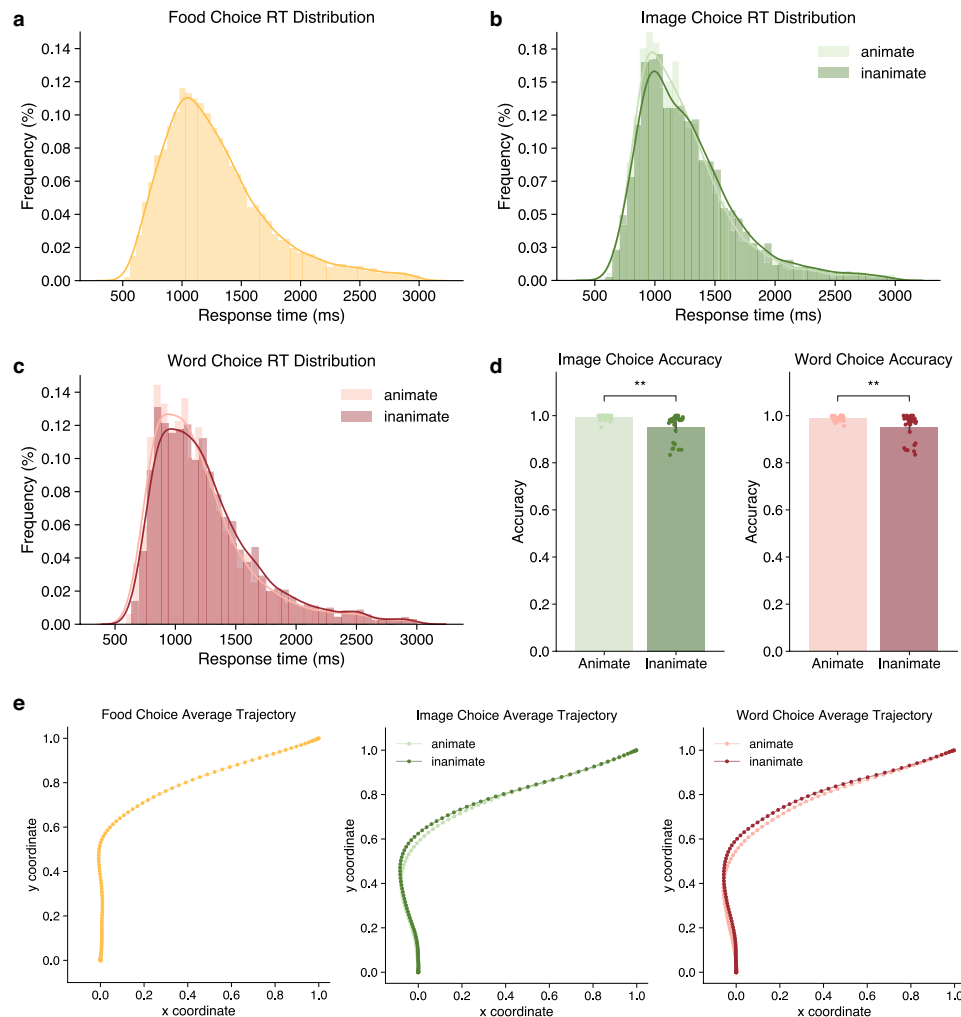 a
Food Choice RT Distribution
0.14
0.12
0.10
0.08
0.06
0.04
0.02
0.00
Frequency (%)
500 1000 1500 2000 2500 3000
Response time (ms)
b
Image Choice RT Distribution
animate
inanimate
0.18
0.15
0.12
0.10
0.07
0.15
0.03
0.00
Frequency (%)
500 1000 1500 2000 2500 3000
Response time (ms)
c
Word Choice RT Distribution
animate
inanimate
0.14
0.12
0.10
0.08
0.06
0.04
0.02
0.00
Frequency (%)
500 1000 1500 2000 2500 3000
Response time (ms)
d
Image Choice Accuracy
**
1.0
0.8
0.6
0.4
0.2
0.0
Accuracy
Animate Inanimate
Word Choice Accuracy
**
1.0
0.8
0.6
0.4
0.2
0.0
Accuracy
Animate Inanimate
e
Food Choice Average Trajectory
1.0
0.8
0.6
0.4
0.2
0.0
y coordinate
0.0 0.2 0.4 0.6 0.8 1.0
x coordinate
Image Choice Average Trajectory
animate
inanimate
1.0
0.8
0.6
0.4
0.2
0.0
y coordinate
0.0 0.2 0.4 0.6 0.8 1.0
x coordinate
Word Choice Average Trajectory
animate
inanimate
1.0
0.8
0.6
0.4
0.2
0.0
y coordinate
0.0 0.2 0.4 0.6 0.8 1.0
x coordinate